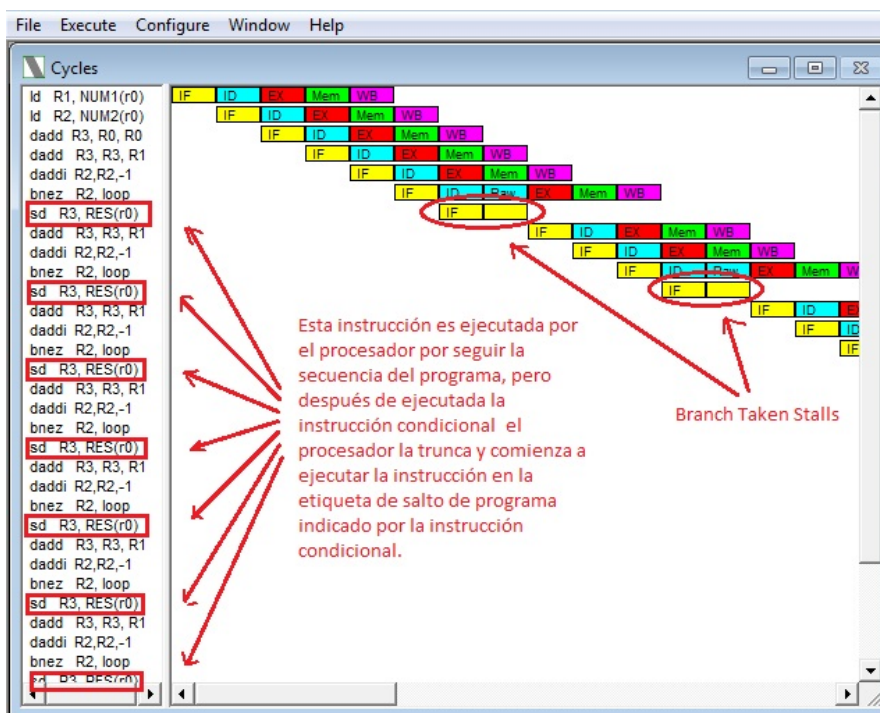 File Execute Configure Window Help
Cycles
ld R1, NUM1(r0)
ld R2, NUM2(r0)
dadd R3, R0, R0
dadd R3, R3, R1
daddi R2,R2,-1
bnez R2, loop
sd R3, RES(r0)
dadd R3, R3, R1
daddi R2,R2,-1
bnez R2, loop
sd R3, RES(r0)
dadd R3, R3, R1
daddi R2,R2,-1
bnez R2, loop
sd R3, RES(r0)
dadd R3, R3, R1
daddi R2,R2,-1
bnez R2, loop
sd R3, RES(r0)
dadd R3, R3, R1
daddi R2,R2,-1
bnez R2, loop
sd R3, RES(r0)
dadd R3, R3, R1
daddi R2,R2,-1
bnez R2, loop
sd R3, RES(r0)
dadd R3, R3, R1
daddi R2,R2,-1
bnez R2, loop
sd R3, RES(r0)
IF ID EX Mem WB
IF ID EX Mem WB
IF ID EX Mem WB
IF ID EX Mem WB
IF ID EX Mem WB
IF ID Raw EX Mem WB
IF
IF ID EX Mem WB
IF ID EX Mem WB
IF ID Raw EX Mem W
IF
IF ID E
IF ID
IF
Esta instrucción es ejecutada por
el procesador por seguir la
secuencia del programa, pero
después de ejecutada la
instrucción condicional el
procesador la trunca y comienza a
ejecutar la instrucción en la
etiqueta de salto de programa
indicado por la instrucción
condicional.
Branch Taken Stalls